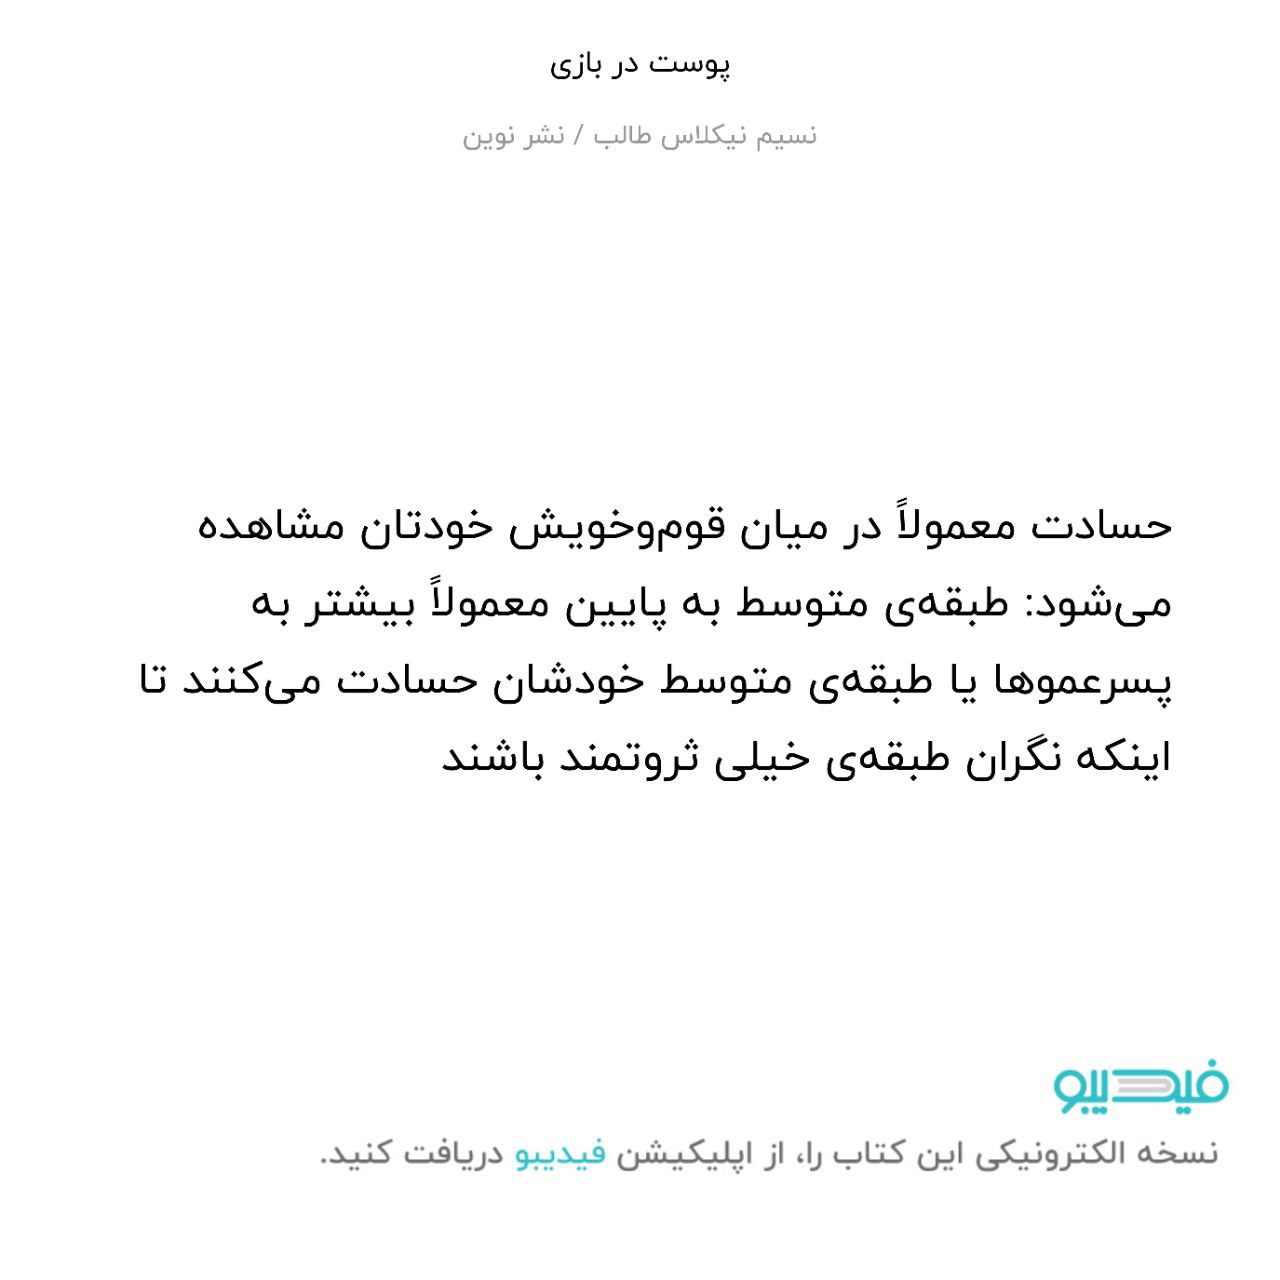 پوست در بازی
نسیم نیکلاس طالب / نشر نوین
حسادت معمولاً در میان قوم‌وخویش خودتان مشاهده
می‌شود: طبقه‌ی متوسط به پایین معمولاً بیشتر به
پسرعموها یا طبقه‌ی متوسط خودشان حسادت می‌کنند تا
اینکه نگران طبقه‌ی خیلی ثروتمند باشند
فیدیبو
نسخه الکترونیکی این کتاب را، از اپلیکیشن فیدیبو دریافت کنید.